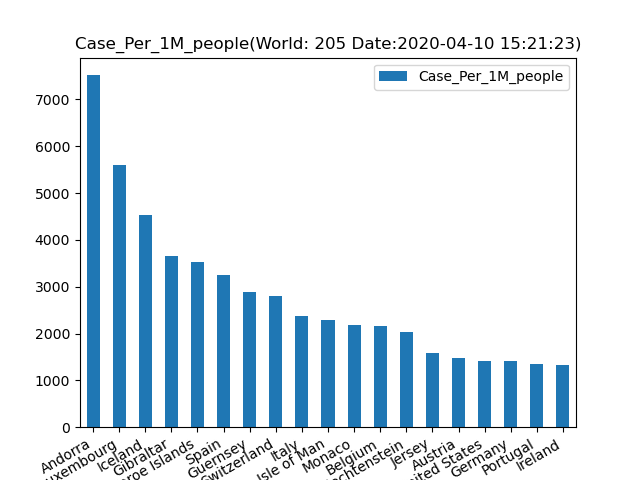 Case_Per_1M_people(World: 205 Date:2020-04-10 15:21:23)
Case_Per_1M_people
7000
6000
5000
4000
3000
2000
1000
0
Andorra
uxembourg
Iceland
Gibraltar
roe Islands
Spain
Guernsey
Switzerland
Italy
Isle of Man
Monaco
Belgium
chtenstein
Jersey
Austria
ited States
Germany
Portugal
Ireland